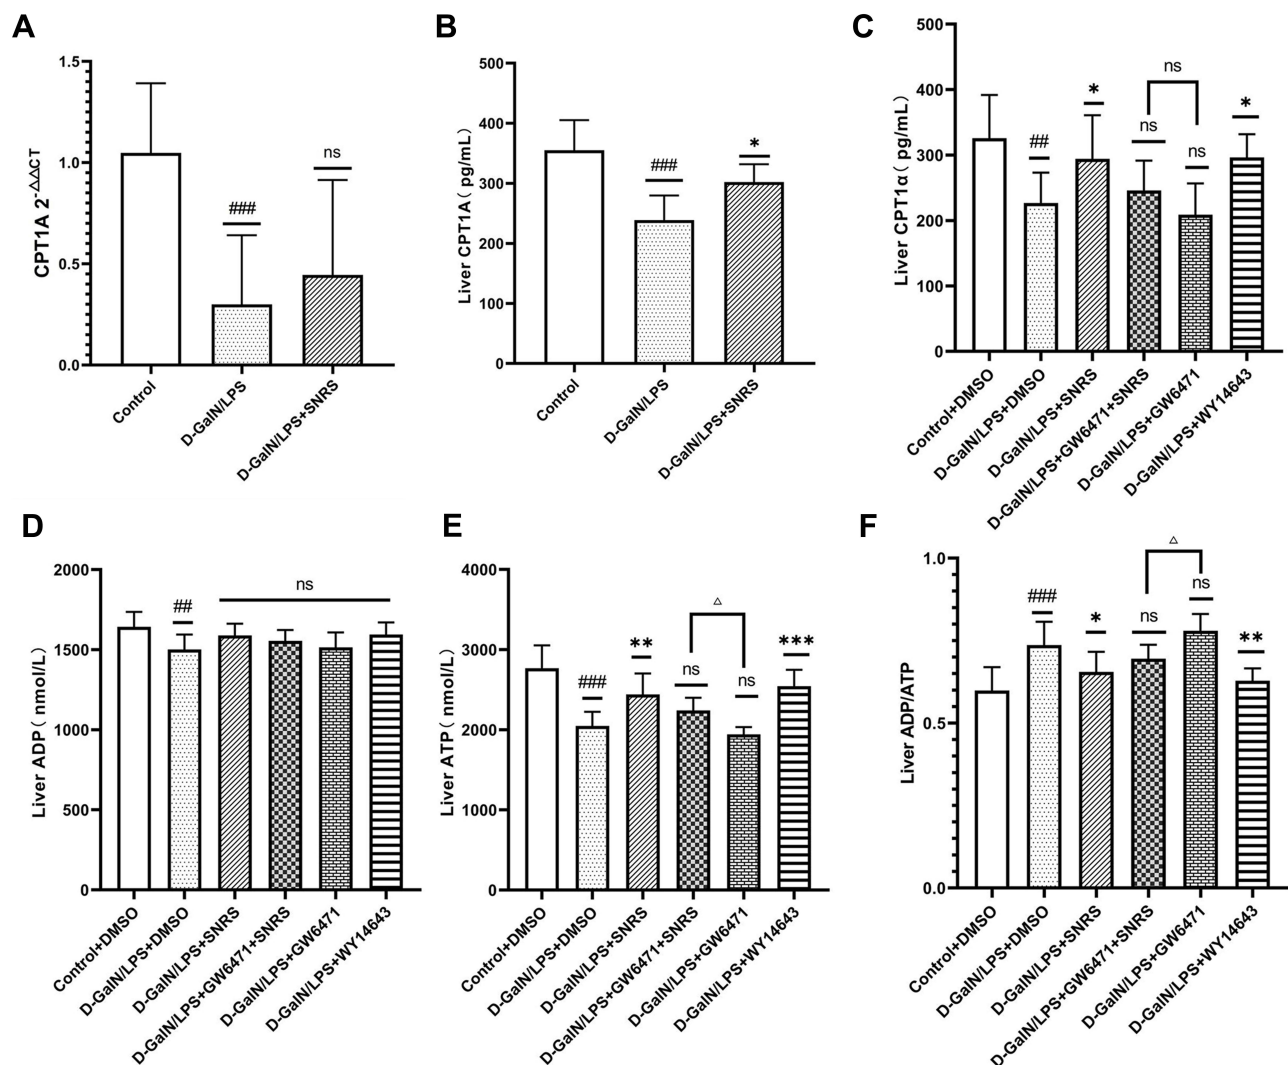 A
CPT1A 2-△△CT
1.5
1.0
0.5
0.0
###
ns
Control
D-GalN/LPS
D-GalN/LPS+SNRS
B
Liver CPT1A ( pg/mL)
500
400
300
200
100
0
###
*
Control
D-GalN/LPS
D-GalN/LPS+SNRS
C
Liver CPT1α ( pg/mL)
500
400
300
200
100
0
##
*
ns
ns
ns
*
Control+DMSO
D-GalN/LPS+DMSO
D-GalN/LPS+SNRS
D-GalN/LPS+GW6471+SNRS
D-GalN/LPS+GW6471
D-GalN/LPS+WY14643
D
Liver ADP ( nmol/L)
2000
1500
1000
500
0
##
ns
Control+DMSO
D-GalN/LPS+DMSO
D-GalN/LPS+SNRS
D-GalN/LPS+GW6471+SNRS
D-GalN/LPS+GW6471
D-GalN/LPS+WY14643
E
Liver ATP ( nmol/L)
4000
3000
2000
1000
0
###
**
ns
△
ns
***
Control+DMSO
D-GalN/LPS+DMSO
D-GalN/LPS+SNRS
D-GalN/LPS+GW6471+SNRS
D-GalN/LPS+GW6471
D-GalN/LPS+WY14643
F
Liver ADP/ATP
1.0
0.5
0.0
###
*
ns
△
ns
**
Control+DMSO
D-GalN/LPS+DMSO
D-GalN/LPS+SNRS
D-GalN/LPS+GW6471+SNRS
D-GalN/LPS+GW6471
D-GalN/LPS+WY14643